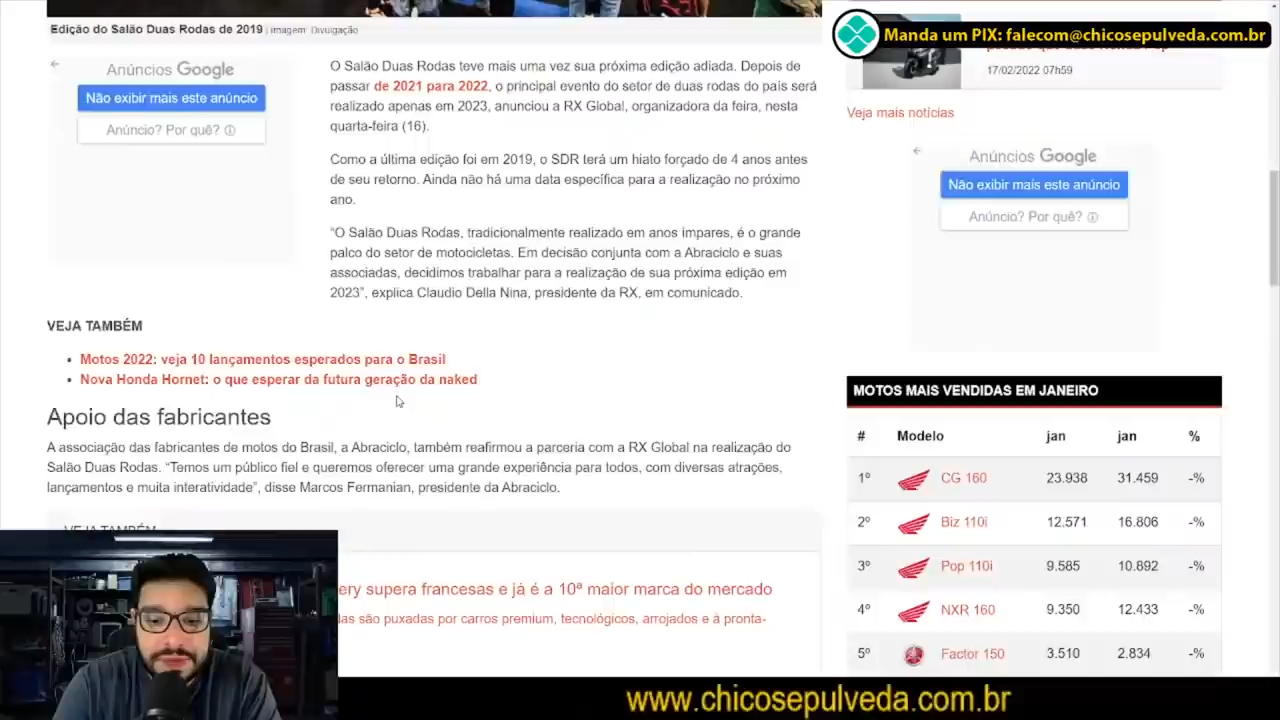 Edição do Salão Duas Rodas de 2019 | Imagem: Divulgação
Anúncios Google
Não exibir mais este anúncio
Anúncio? Por quê?
O Salão Duas Rodas teve mais uma vez sua próxima edição adiada. Depois de
passar de 2021 para 2022, o principal evento do setor de duas rodas do país será
realizado apenas em 2023, anunciou a RX Global, organizadora da feira, nesta
quarta-feira (16).
Como a última edição foi em 2019, o SDR terá um hiato forçado de 4 anos antes
de seu retorno. Ainda não há uma data específica para a realização no próximo
ano.
“O Salão Duas Rodas, tradicionalmente realizado em anos ímpares, é o grande
palco do setor de motocicletas. Em decisão conjunta com a Abraciclo e suas
associadas, decidimos trabalhar para a realização de sua próxima edição em
2023”, explica Claudio Della Nina, presidente da RX, em comunicado.
VEJA TAMBÉM
• Motos 2022: veja 10 lançamentos esperados para o Brasil
• Nova Honda Hornet: o que esperar da futura geração da naked
Apoio das fabricantes
A associação das fabricantes de motos do Brasil, a Abraciclo, também reafirmou a parceria com a RX Global na realização do
Salão Duas Rodas. “Temos um público fiel e queremos oferecer uma grande experiência para todos, com diversas atrações,
lançamentos e muita interatividade”, disse Marcos Fermanian, presidente da Abraciclo.
VEJA TAMBÉM
ery supera francesas e já é a 10ª maior marca do mercado
das são puxadas por carros premium, tecnológicos, arrojados e à pronta-
Manda um PIX: falecom@chicosepulveda.com.br
17/02/2022 07h59
Veja mais notícias
Anúncios Google
Não exibir mais este anúncio
Anúncio? Por quê?
MOTOS MAIS VENDIDAS EM JANEIRO
# Modelo jan jan %
1º CG 160 23.938 31.459 -%
2º Biz 110i 12.571 16.806 -%
3º Pop 110i 9.585 10.892 -%
4º NXR 160 9.350 12.433 -%
5º Factor 150 3.510 2.834 -%
www.chicosepulveda.com.br